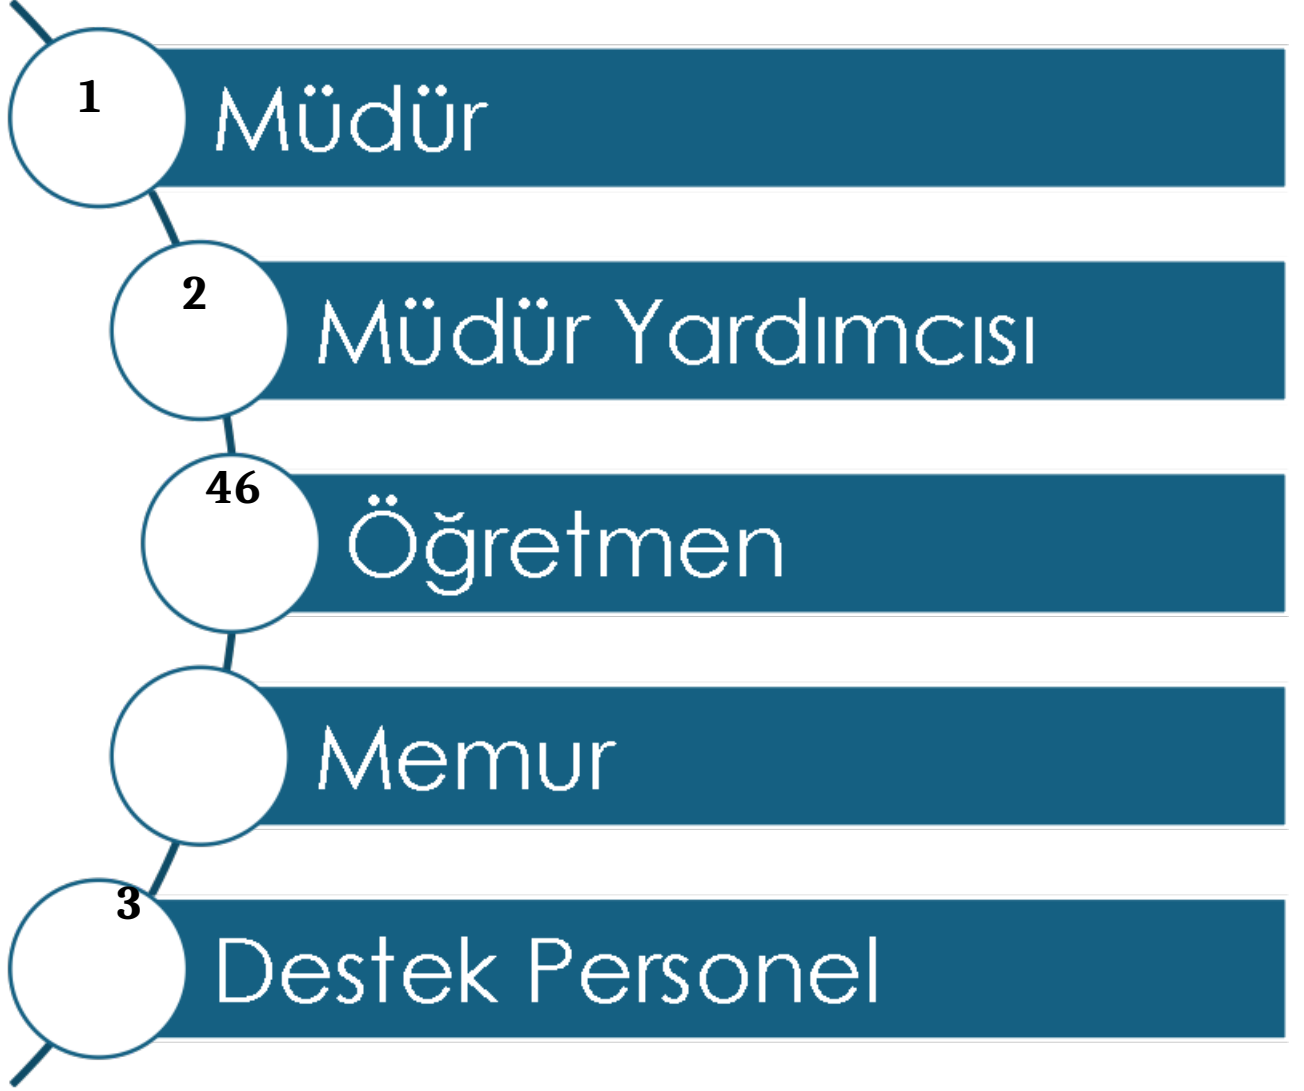 1
Müdür
2
Müdür Yardımcısı
46
Öğretmen
Memur
3
Destek Personel